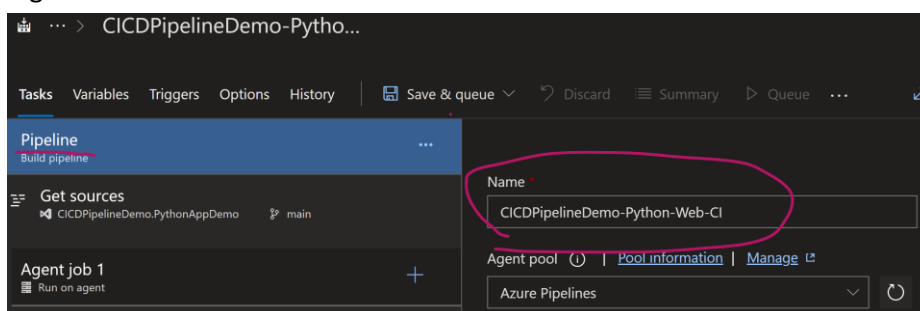 ··· > CICDPipelineDemo-Pytho...
Tasks Variables Triggers Options History Save & queue Discard Summary Queue ...
Pipeline
Build pipeline
...
Get sources
CICDPipelineDemo.PythonAppDemo main
Agent job 1
Run on agent
Name *
CICDPipelineDemo-Python-Web-CI
Agent pool | Pool information | Manage
Azure Pipelines